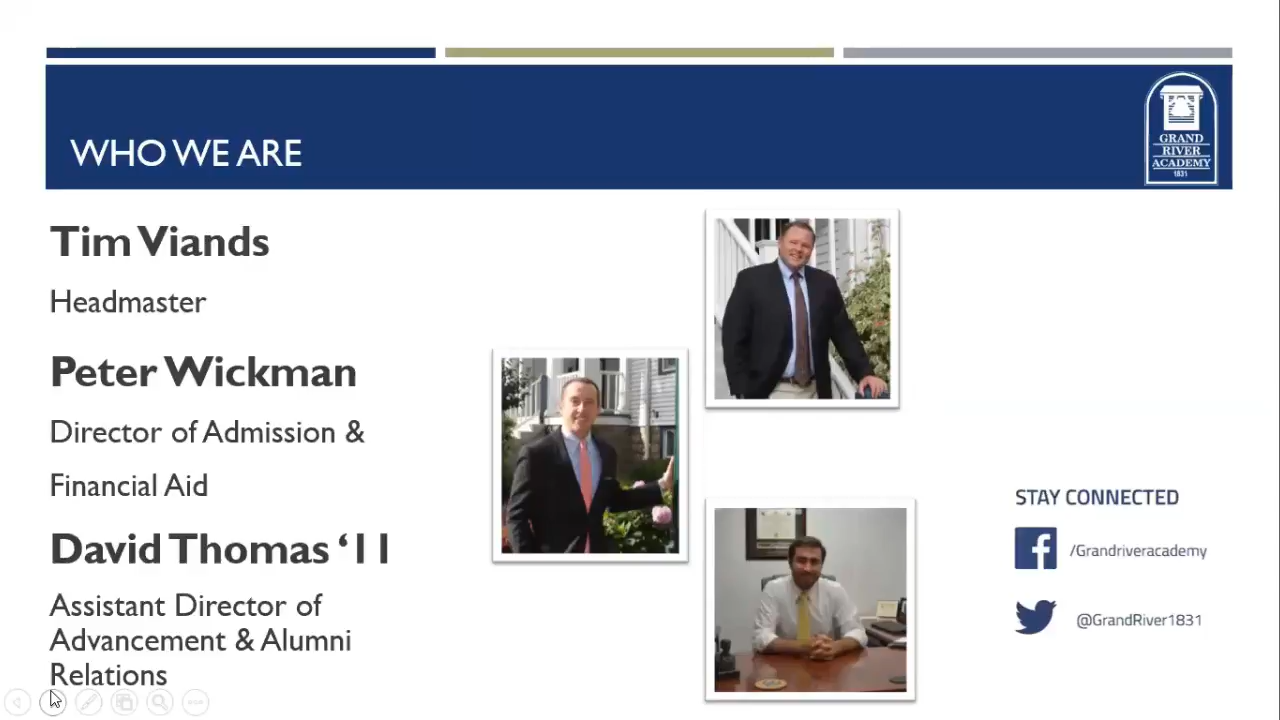 WHO WE ARE
GRAND
RIVER
ACADEMY
1831
Tim Viands
Headmaster
Peter Wickman
Director of Admission &
Financial Aid
David Thomas ‘11
Assistant Director of
Advancement & Alumni
Relations
STAY CONNECTED
/Grandriveracademy
@GrandRiver1831